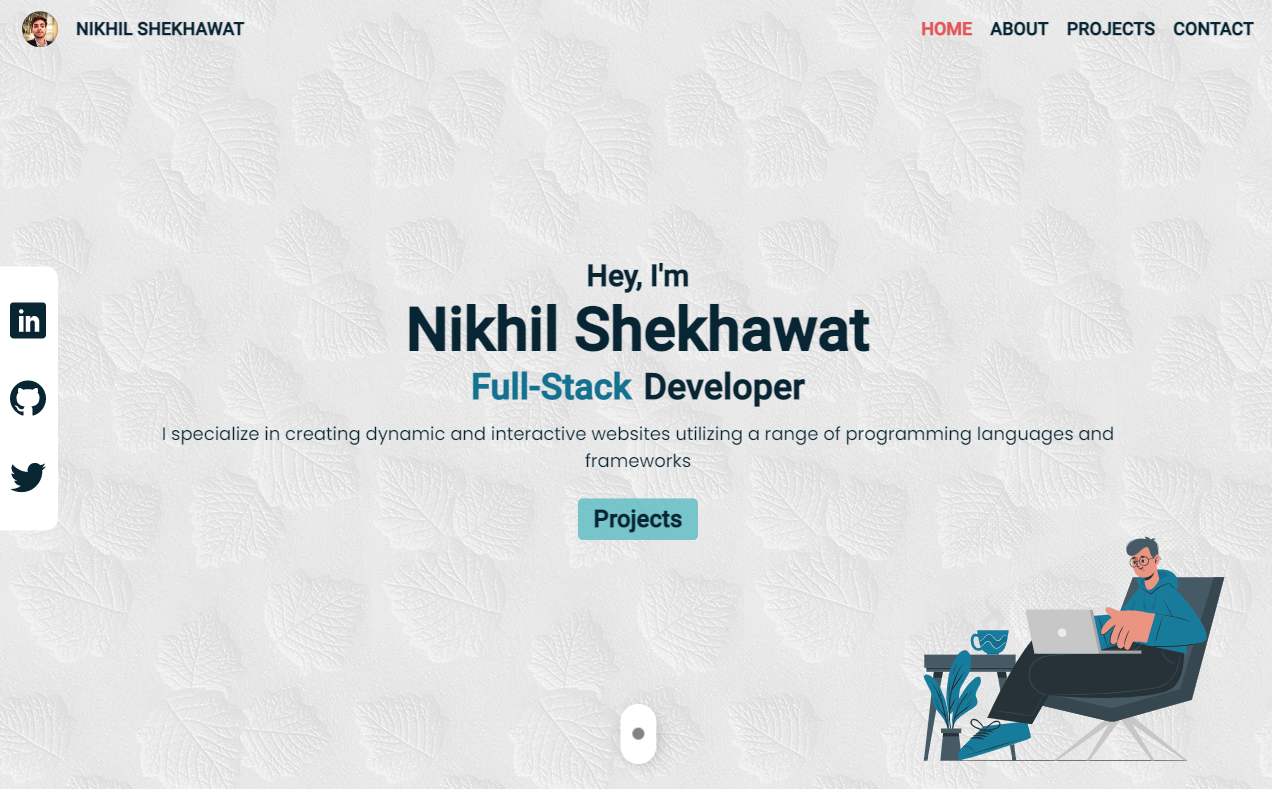 NIKHIL SHEKHAWAT
HOME ABOUT PROJECTS CONTACT
Hey, I'm
Nikhil Shekhawat
Full-Stack Developer
I specialize in creating dynamic and interactive websites utilizing a range of programming languages and
frameworks
Projects
in